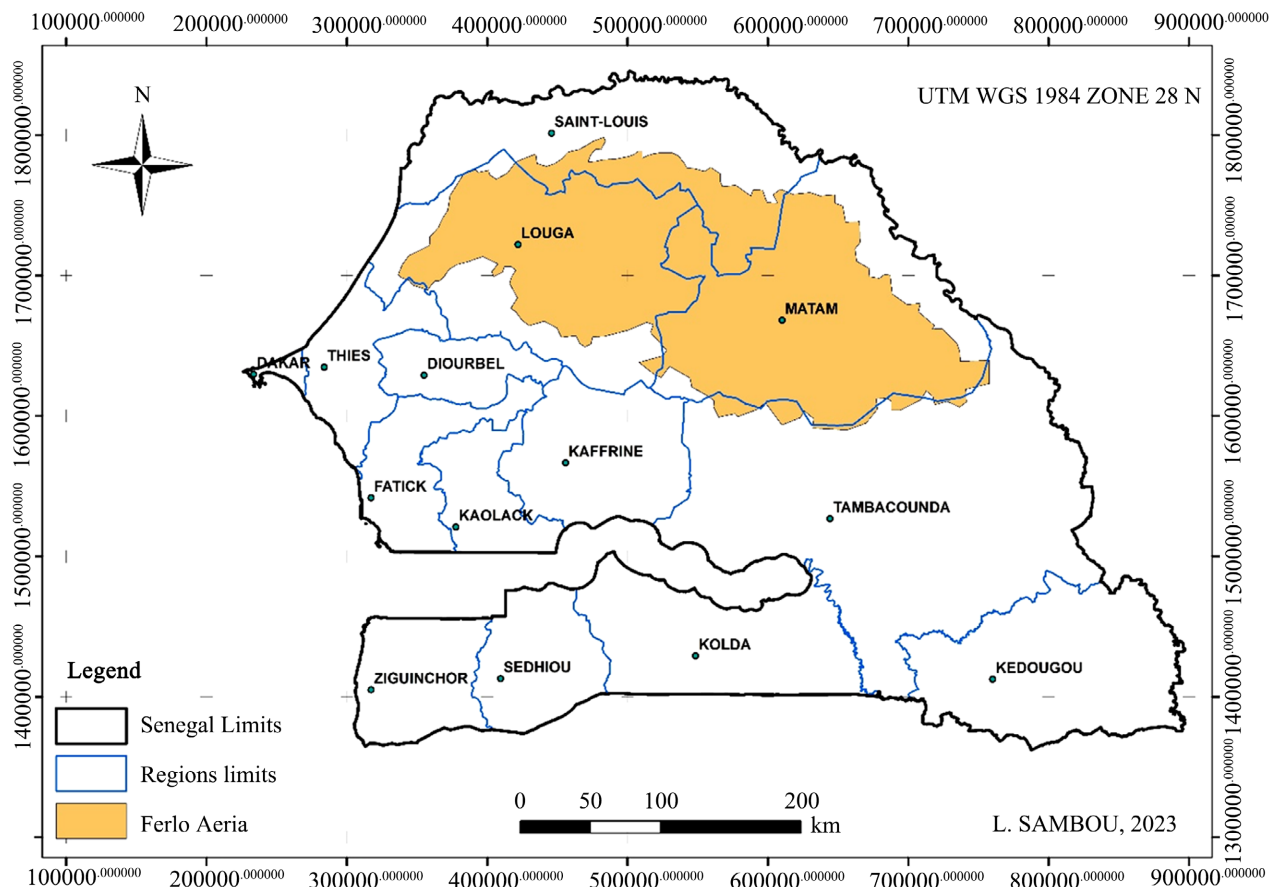 100000.000000 200000.000000 300000.000000 400000.000000 500000.000000 600000.000000 700000.000000 800000.000000 900000.000000
N
UTM WGS 1984 ZONE 28 N
1800000.000000
1700000.000000
1600000.000000
1500000.000000
1400000.000000
SAINT-LOUIS
LOUGA
MATAM
DAKAR
THIES
DIOURBEL
KAFFRINE
FATICK
KAOLACK
TAMBACOUNDA
KOLDA
SEDHIOU
ZIGUINCHOR
KEDOUGOU
1800000.000000
1700000.000000
1600000.000000
1500000.000000
1400000.000000
1300000.000000
Legend
Senegal Limits
Regions limits
Ferlo Aeria
0 50 100 200
km
L. SAMBOU, 2023
100000.000000 200000.000000 300000.000000 400000.000000 500000.000000 600000.000000 700000.000000 800000.000000 900000.000000